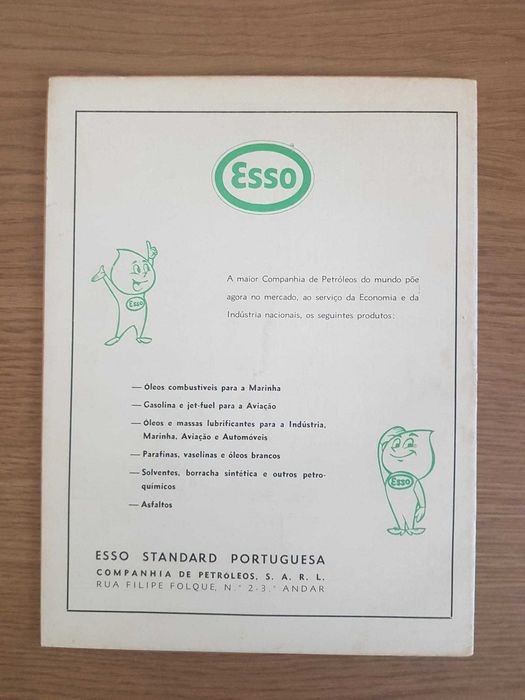 Esso
A maior Companhia de Petróleos do mundo põe
agora no mercado, ao serviço da Economia e da
Indústria nacionais, os seguintes produtos:
Esso
— Óleos combustíveis para a Marinha
— Gasolina e jet-fuel para a Aviação
— Óleos e massas lubrificantes para a Indústria,
Marinha, Aviação e Automóveis
— Parafinas, vaselinas e óleos brancos
— Solventes, borracha sintética e outros petro-
químicos
— Asfaltos
Esso
ESSO STANDARD PORTUGUESA
COMPANHIA DE PETRÓLEOS, S. A. R. L.
RUA FILIPE FOLQUE, N.º 2-3.º ANDAR